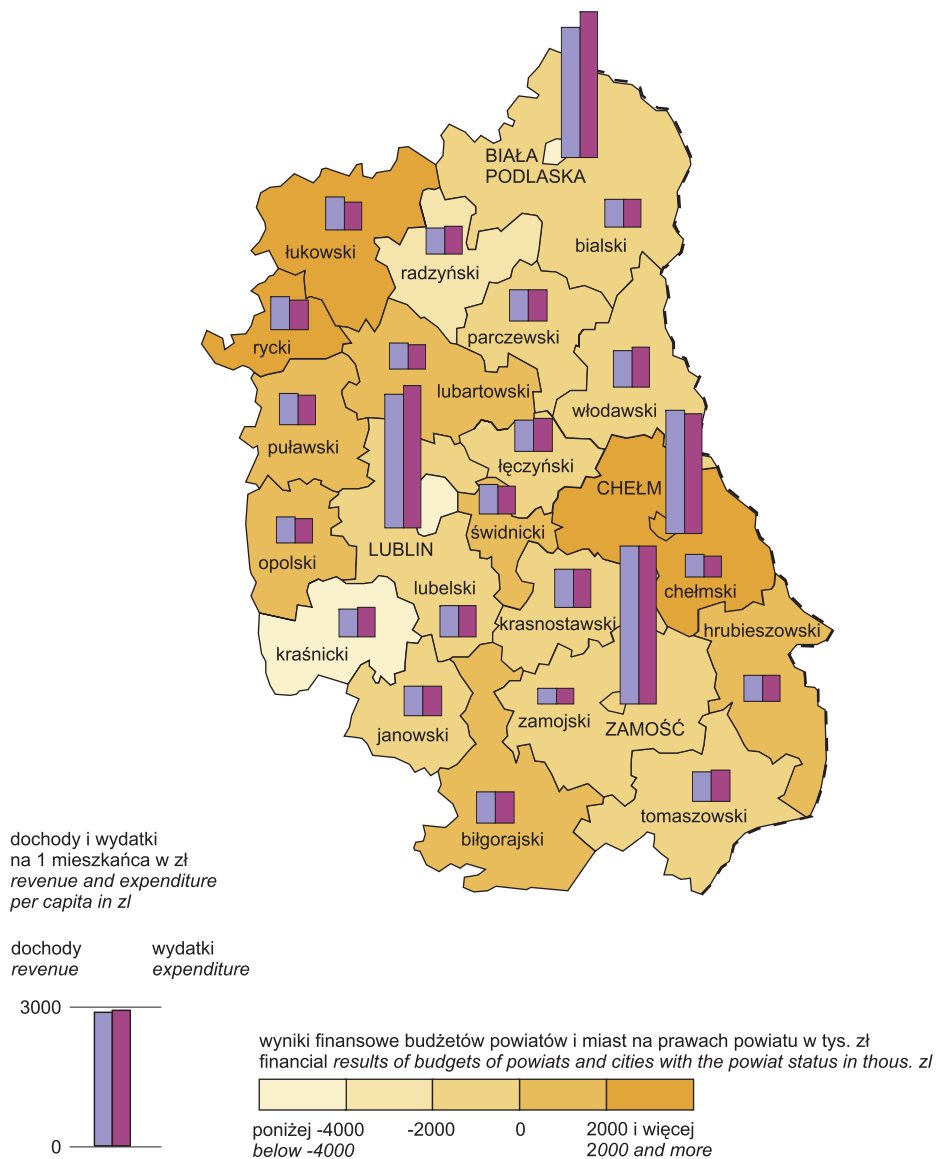 BIAŁA
PODLASKA
bialski
łukowski
radzyński
rycki
parczewski
lubartowski
włodawski
puławski
łęczyński
CHEŁM
świdnicki
LUBLIN
opolski
lubelski
chełmski
krasnostawski
hrubieszowski
kraśnicki
zamojski
ZAMOŚĆ
janowski
tomaszowski
biłgorajski
dochody i wydatki
na 1 mieszkańca w zł
revenue and expenditure
per capita in zl
dochody wydatki
revenue expenditure
3000
0
wyniki finansowe budżetów powiatów i miast na prawach powiatu w tys. zł
financial results of budgets of powiats and cities with the powiat status in thous. zl
poniżej -4000 -2000 0 2000 i więcej
below -4000 2000 and more